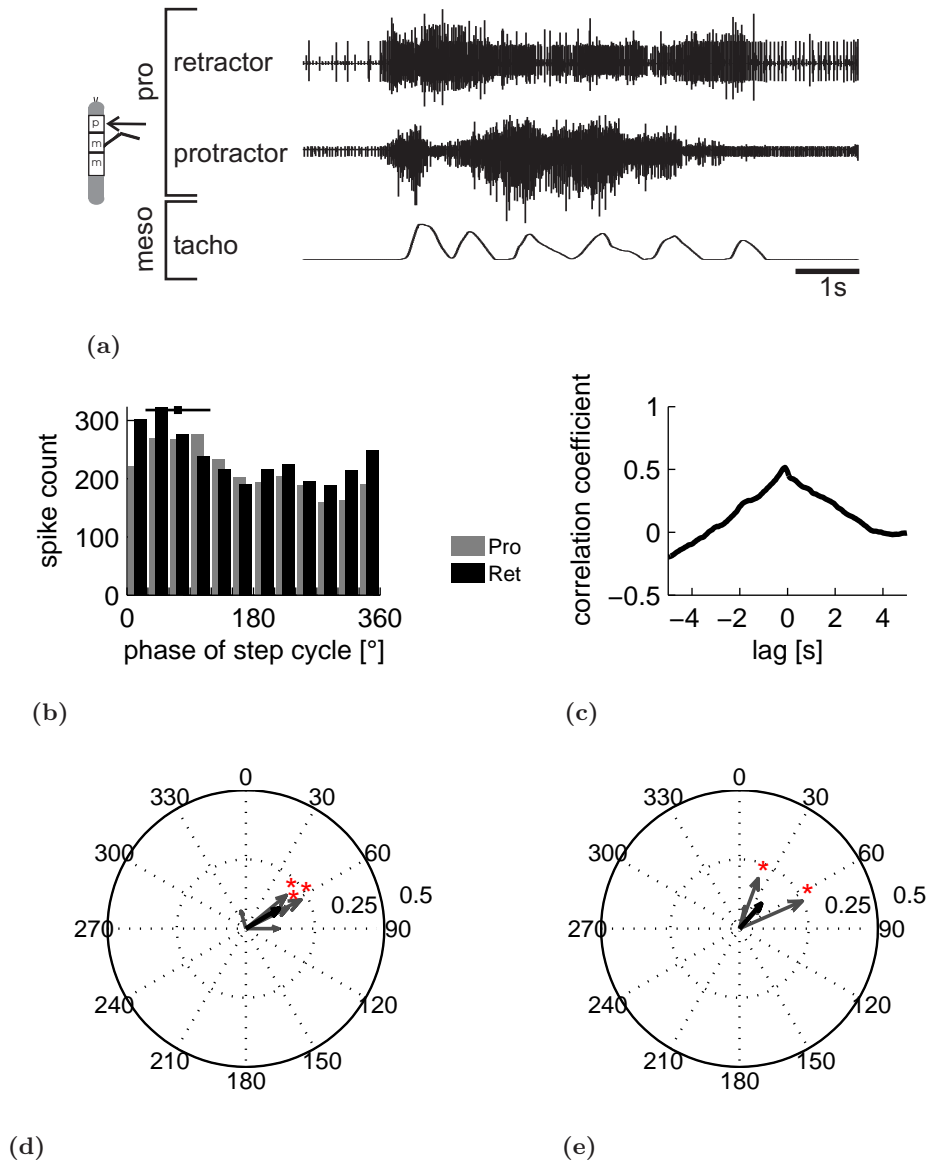 pro
retractor
protractor
p
m
m
meso
tacho
1s
(a)
300
200
100
0
spike count
0
180
360
phase of step cycle [°]
Pro
Ret
(b)
correlation coefficient
1
0.5
0
−0.5
−4
−2
0
2
4
lag [s]
(c)
0
30
60
90
120
150
180
210
240
270
300
330
0.25
0.5
*
*
*
(d)
0
30
60
90
120
150
180
210
240
270
300
330
0.25
0.5
*
*
(e)